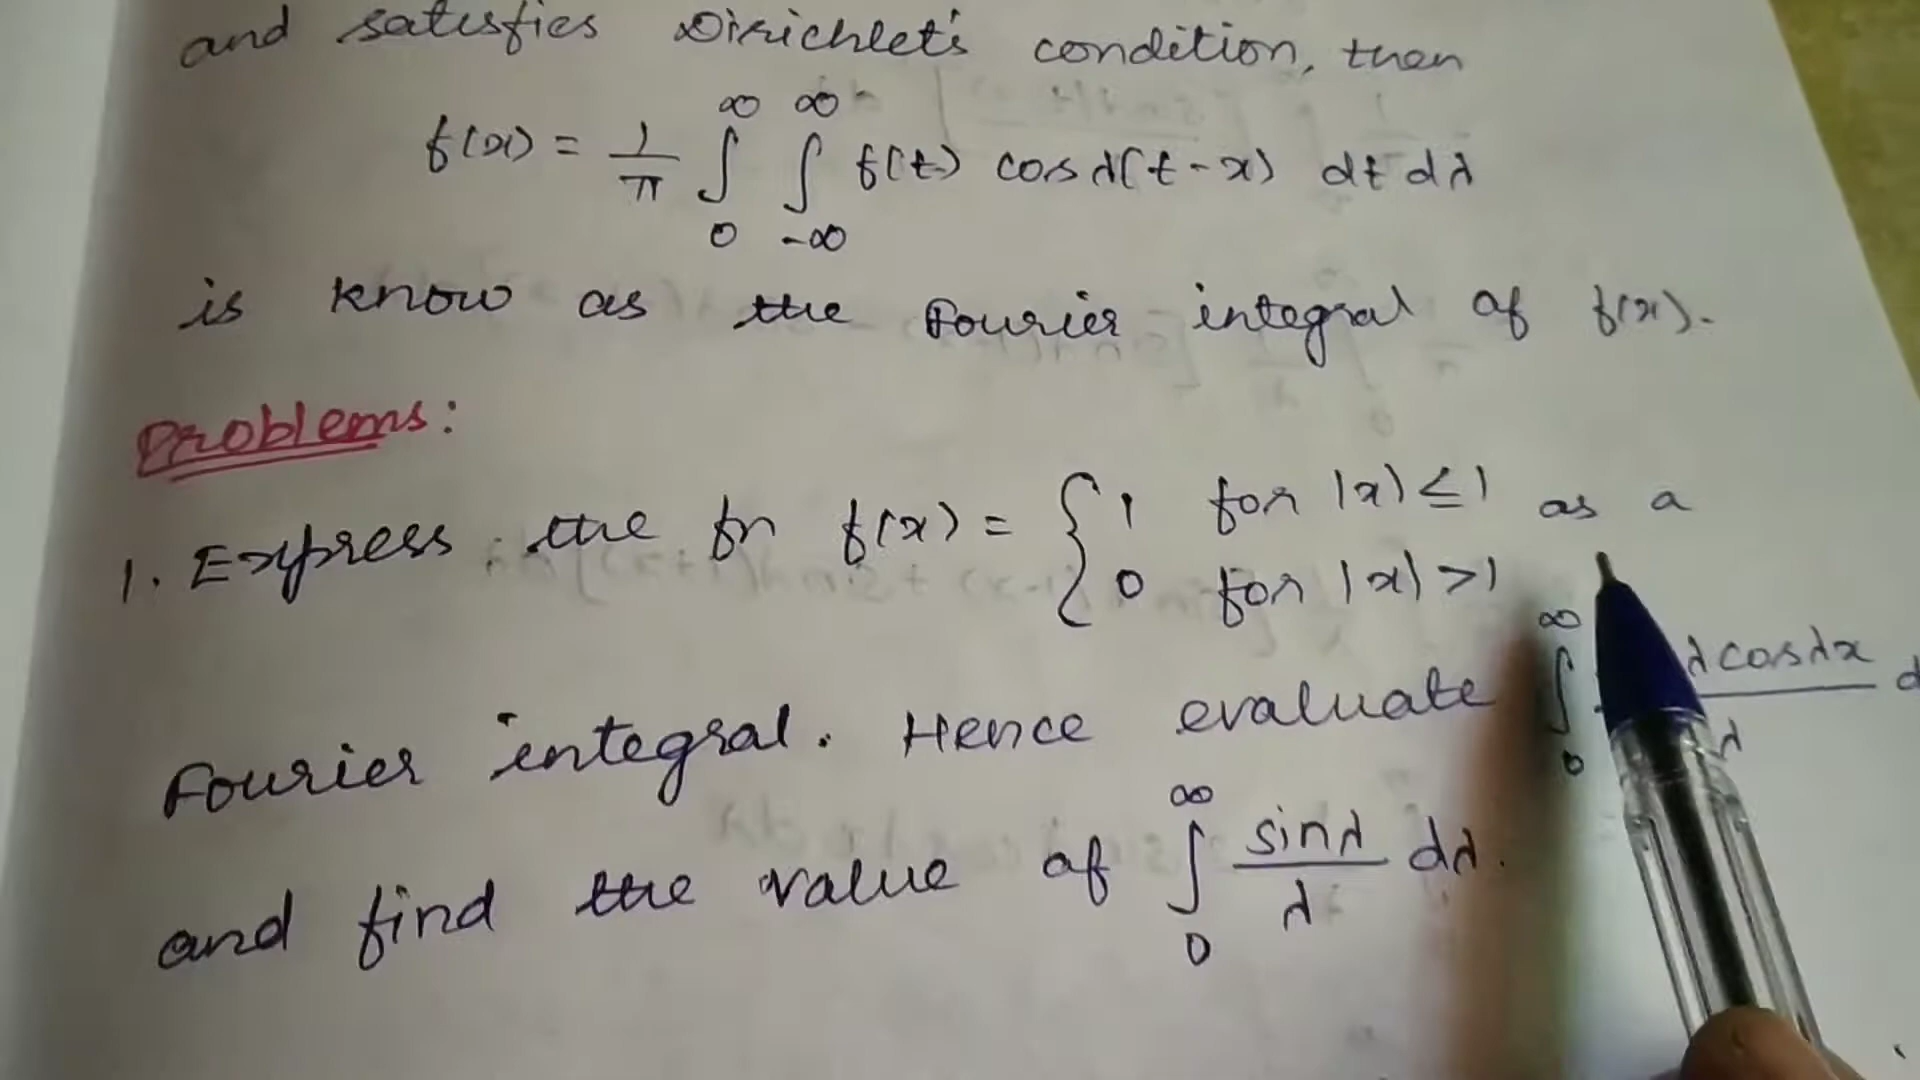 and satisfies Dirichlet's condition, then
f(x) = 1/π ∫₀^∞ ∫₋∞^∞ f(t) cos λ(t-x) dt dλ
is know as the Fourier integral of f(x).
Problems:
1. Express the fn f(x) = { 1 for |x| ≤ 1 as a
0 for |x| > 1
Fourier integral. Hence evaluate ∫₀^∞ λ cos λx / λ d
and find the value of ∫₀^∞ sin λ / λ dλ.